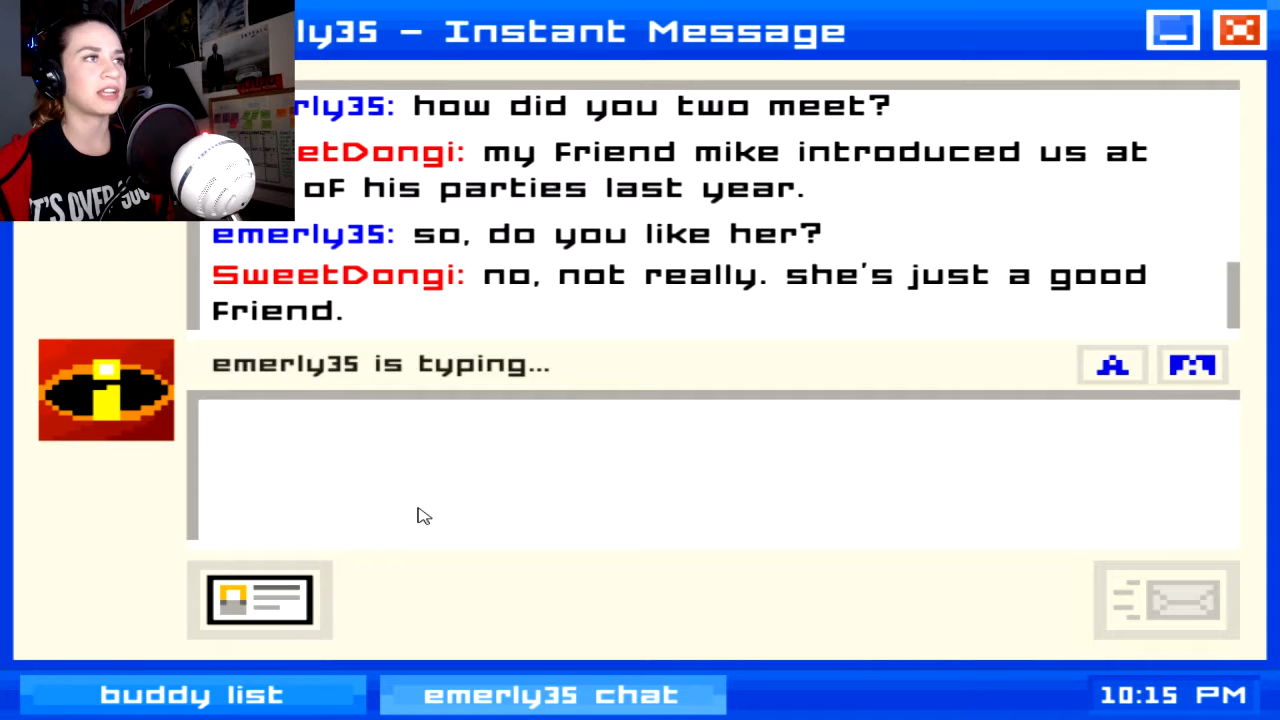 ly35 - Instant Message
rly35: how did you two meet?
etDongi: my friend mike introduced us at
of his parties last year.
emerly35: so, do you like her?
SweetDongi: no, not really. she's just a good
friend.
emerly35 is typing...
A
IT'S OVER
buddy list
emerly35 chat
10:15 PM